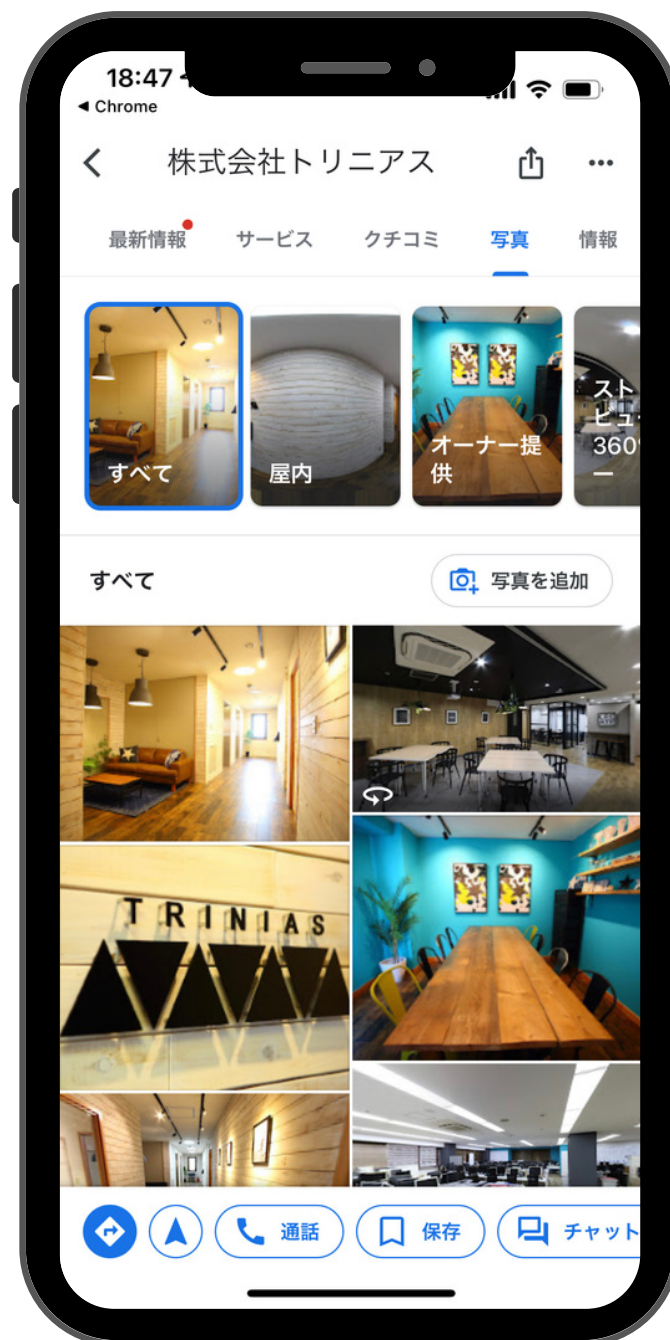 18:47
◀ Chrome
株式会社トリニアス
最新情報 サービス クチコミ 写真 情報
すべて
屋内
オーナー提
供
スト
ビュー
360°
ー
すべて
写真を追加
TRINIAS
通話 保存 チャット